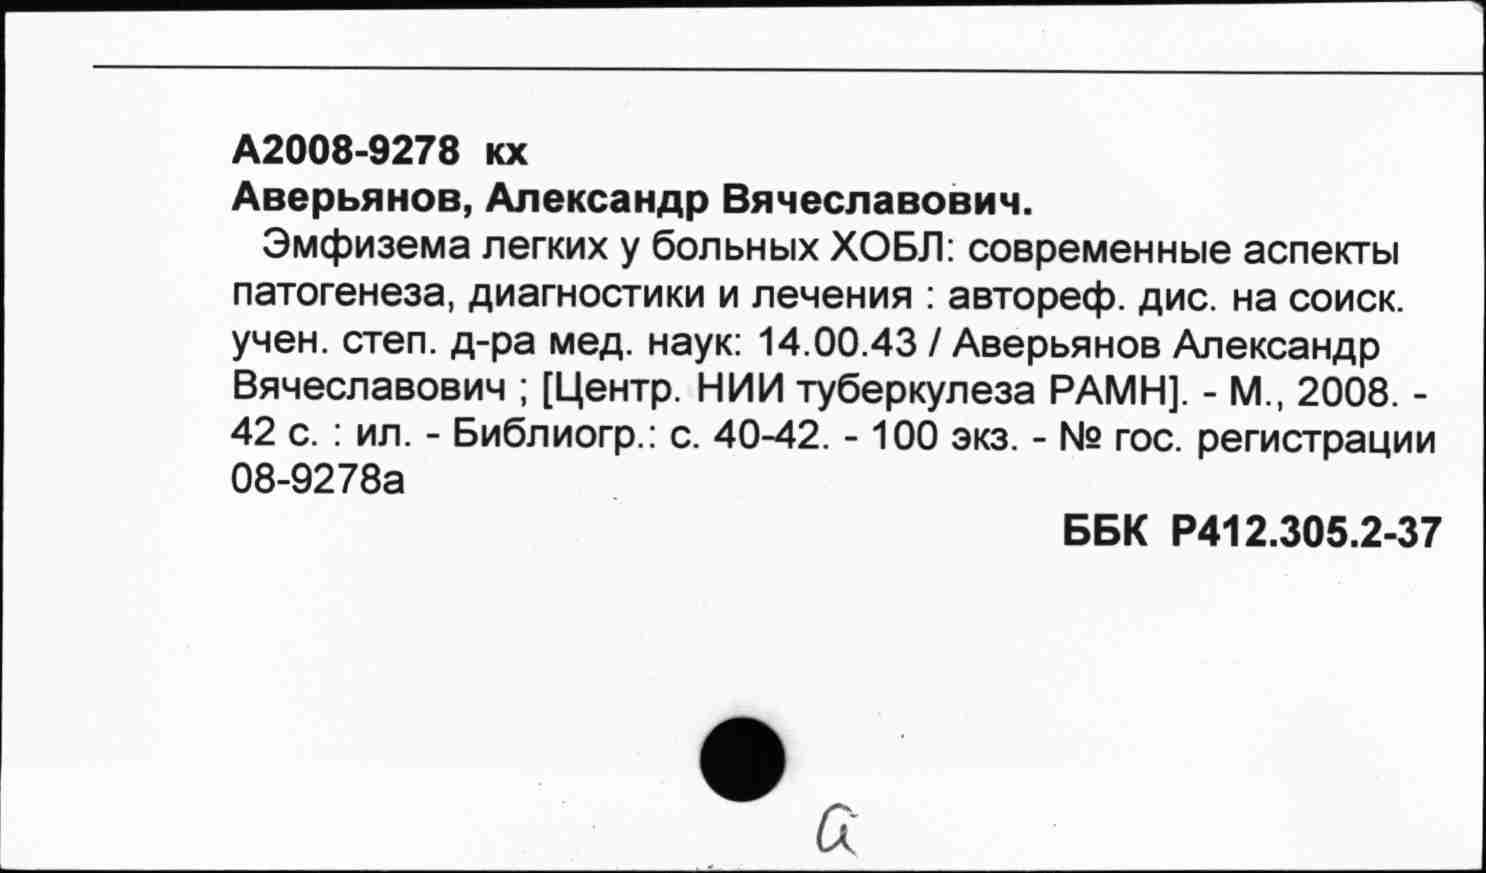 А2008-9278 кх
Аверьянов, Александр Вячеславович.
Эмфизема легких у больных ХОБЛ: современные аспекты
патогенеза, диагностики и лечения : автореф. дис. на соиск.
учен. степ. д-ра мед. наук: 14.00.43 / Аверьянов Александр
Вячеславович ; [Центр. НИИ туберкулеза РАМН]. - М., 2008. -
42 с. : ил. - Библиогр.: с. 40-42. - 100 экз. - № гос. регистрации
08-9278а
ББК Р412.305.2-37
а